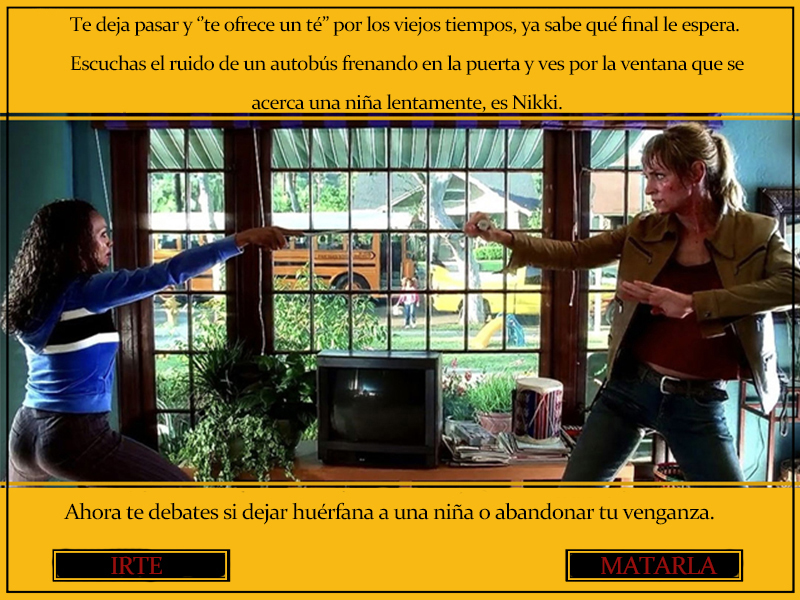 Te deja pasar y ‘’te ofrece un té” por los viejos tiempos, ya sabe qué final le espera.
Escuchas el ruido de un autobús frenando en la puerta y ves por la ventana que se
acerca una niña lentamente, es Nikki.
Ahora te debates si dejar huérfana a una niña o abandonar tu venganza.
IRTE
MATARLA